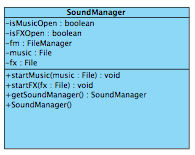 SoundManager
-isMusicOpen : boolean
-isFXOpen : boolean
-fm : FileManager
-music : File
-fx : File
+startMusic(music : File) : void
+startFX(fx : File) : void
+getSoundManager() : SoundManager
+SoundManager()